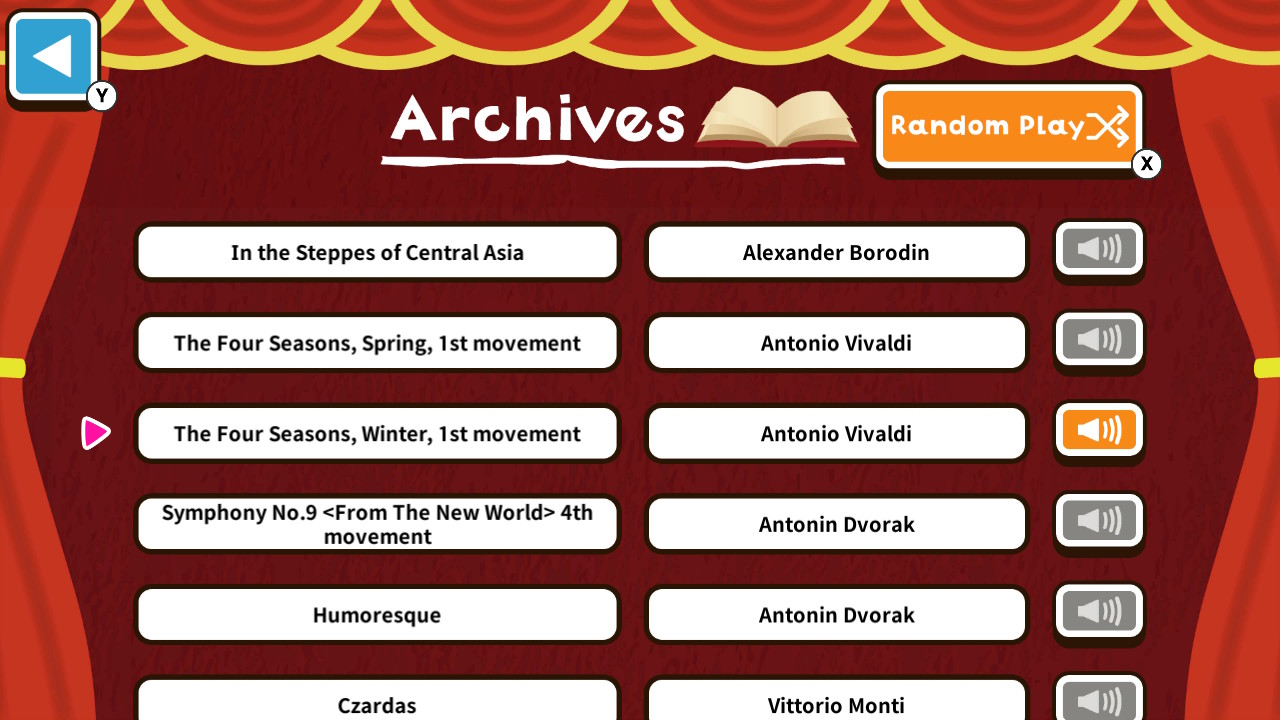 Y
Archives
Random Play
X
In the Steppes of Central Asia
Alexander Borodin
The Four Seasons, Spring, 1st movement
Antonio Vivaldi
The Four Seasons, Winter, 1st movement
Antonio Vivaldi
Symphony No.9 <From The New World> 4th
movement
Antonin Dvorak
Humoresque
Antonin Dvorak
Czardas
Vittorio Monti